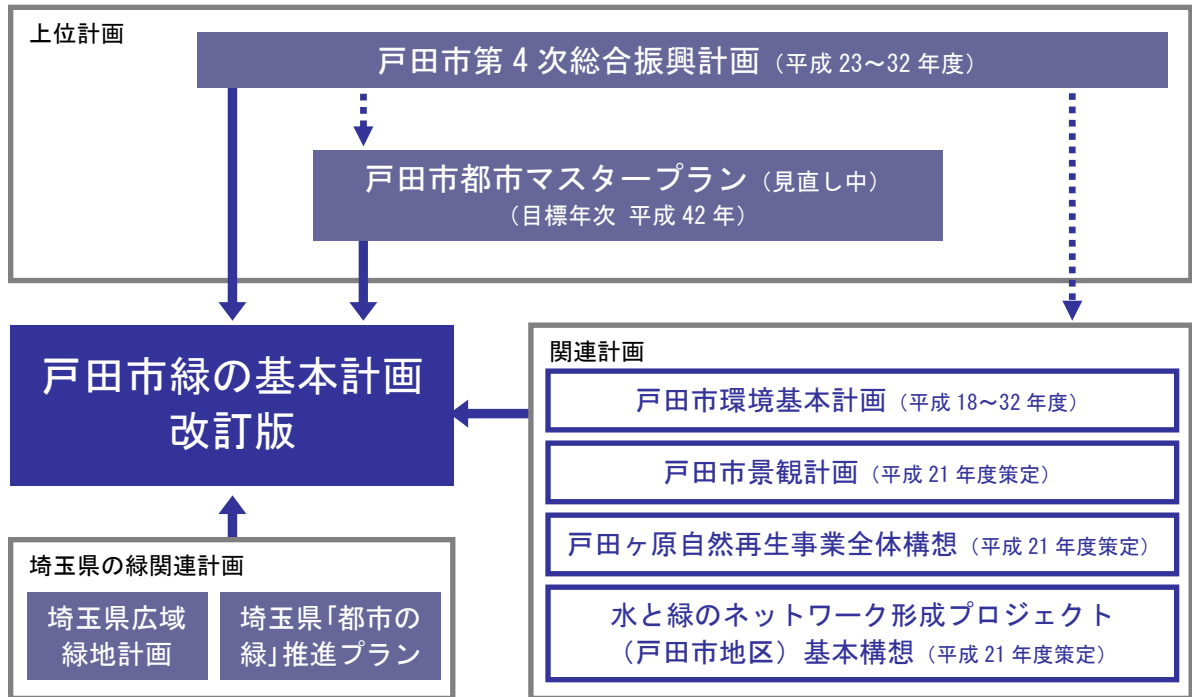 上位計画
戸田市第4次総合振興計画（平成23～32年度）
戸田市都市マスタープラン（見直し中）
（目標年次 平成42年）
戸田市緑の基本計画
改訂版
関連計画
戸田市環境基本計画（平成18～32年度）
戸田市景観計画（平成21年度策定）
戸田ヶ原自然再生事業全体構想（平成21年度策定）
水と緑のネットワーク形成プロジェクト
（戸田市地区）基本構想（平成21年度策定）
埼玉県の緑関連計画
埼玉県広域
緑地計画
埼玉県「都市の
緑」推進プラン